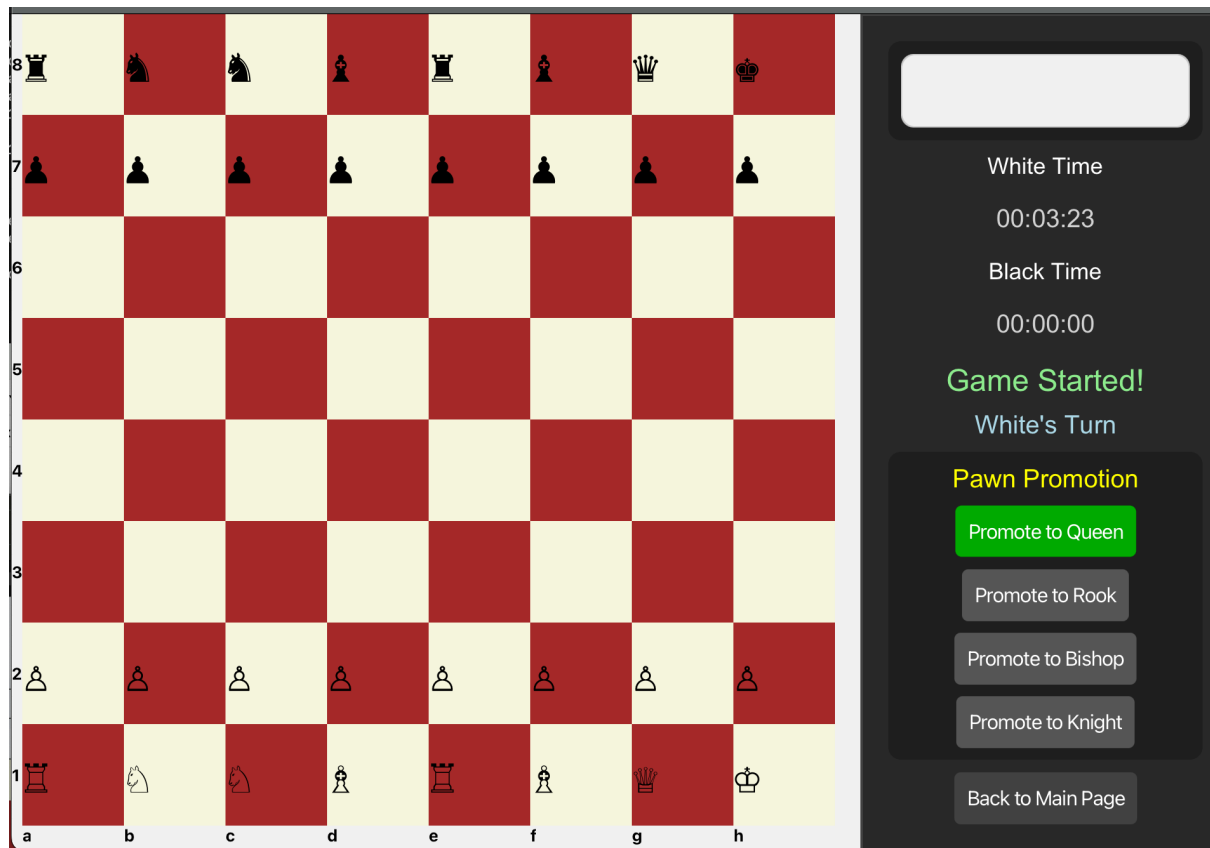 8
7
6
5
4
3
2
1
a b c d e f g h
White Time
00:03:23
Black Time
00:00:00
Game Started!
White's Turn
Pawn Promotion
Promote to Queen
Promote to Rook
Promote to Bishop
Promote to Knight
Back to Main Page